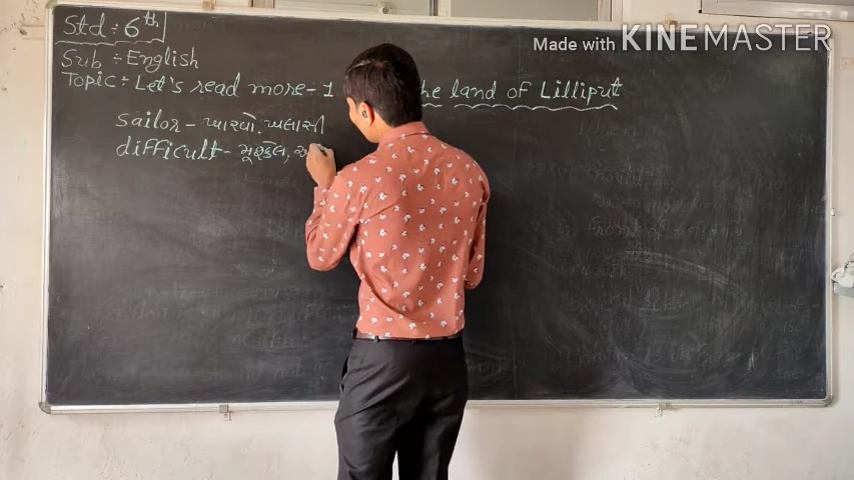 Made with KINEMASTER
Std ÷ 6th
Sub ÷ English
Topic ÷ Let's read more-1 he land of Lilliput
sailor - ખારવો, ખલાસી
difficult - મુશ્કેલ,